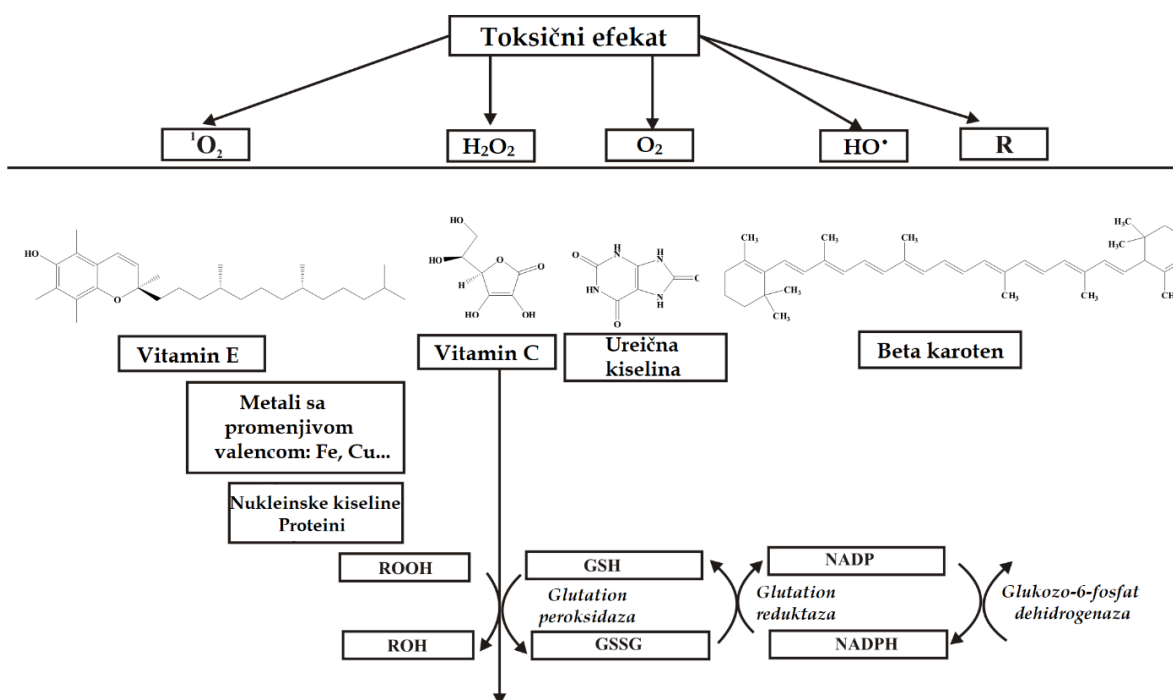 Toksični efekat
¹O₂
H₂O₂
O₂
HO•
R
HO
O
HO
HO
H
O
O
HO
OH
O
H
N
H
N
O
HN
N
H
O
CH₃
CH₃
CH₃
CH₃
CH₃
CH₃
CH₃
H₃C
H₃C
CH₃
Vitamin E
Vitamin C
Ureična
kiselina
Beta karoten
Metali sa
promenjivom
valencom: Fe, Cu...
Nukleinske kiseline
Proteini
ROOH
GSH
NADP
Glutation
peroksidaza
Glutation
reduktaza
Glukozo-6-fosfat
dehidrogenaza
ROH
GSSG
NADPH